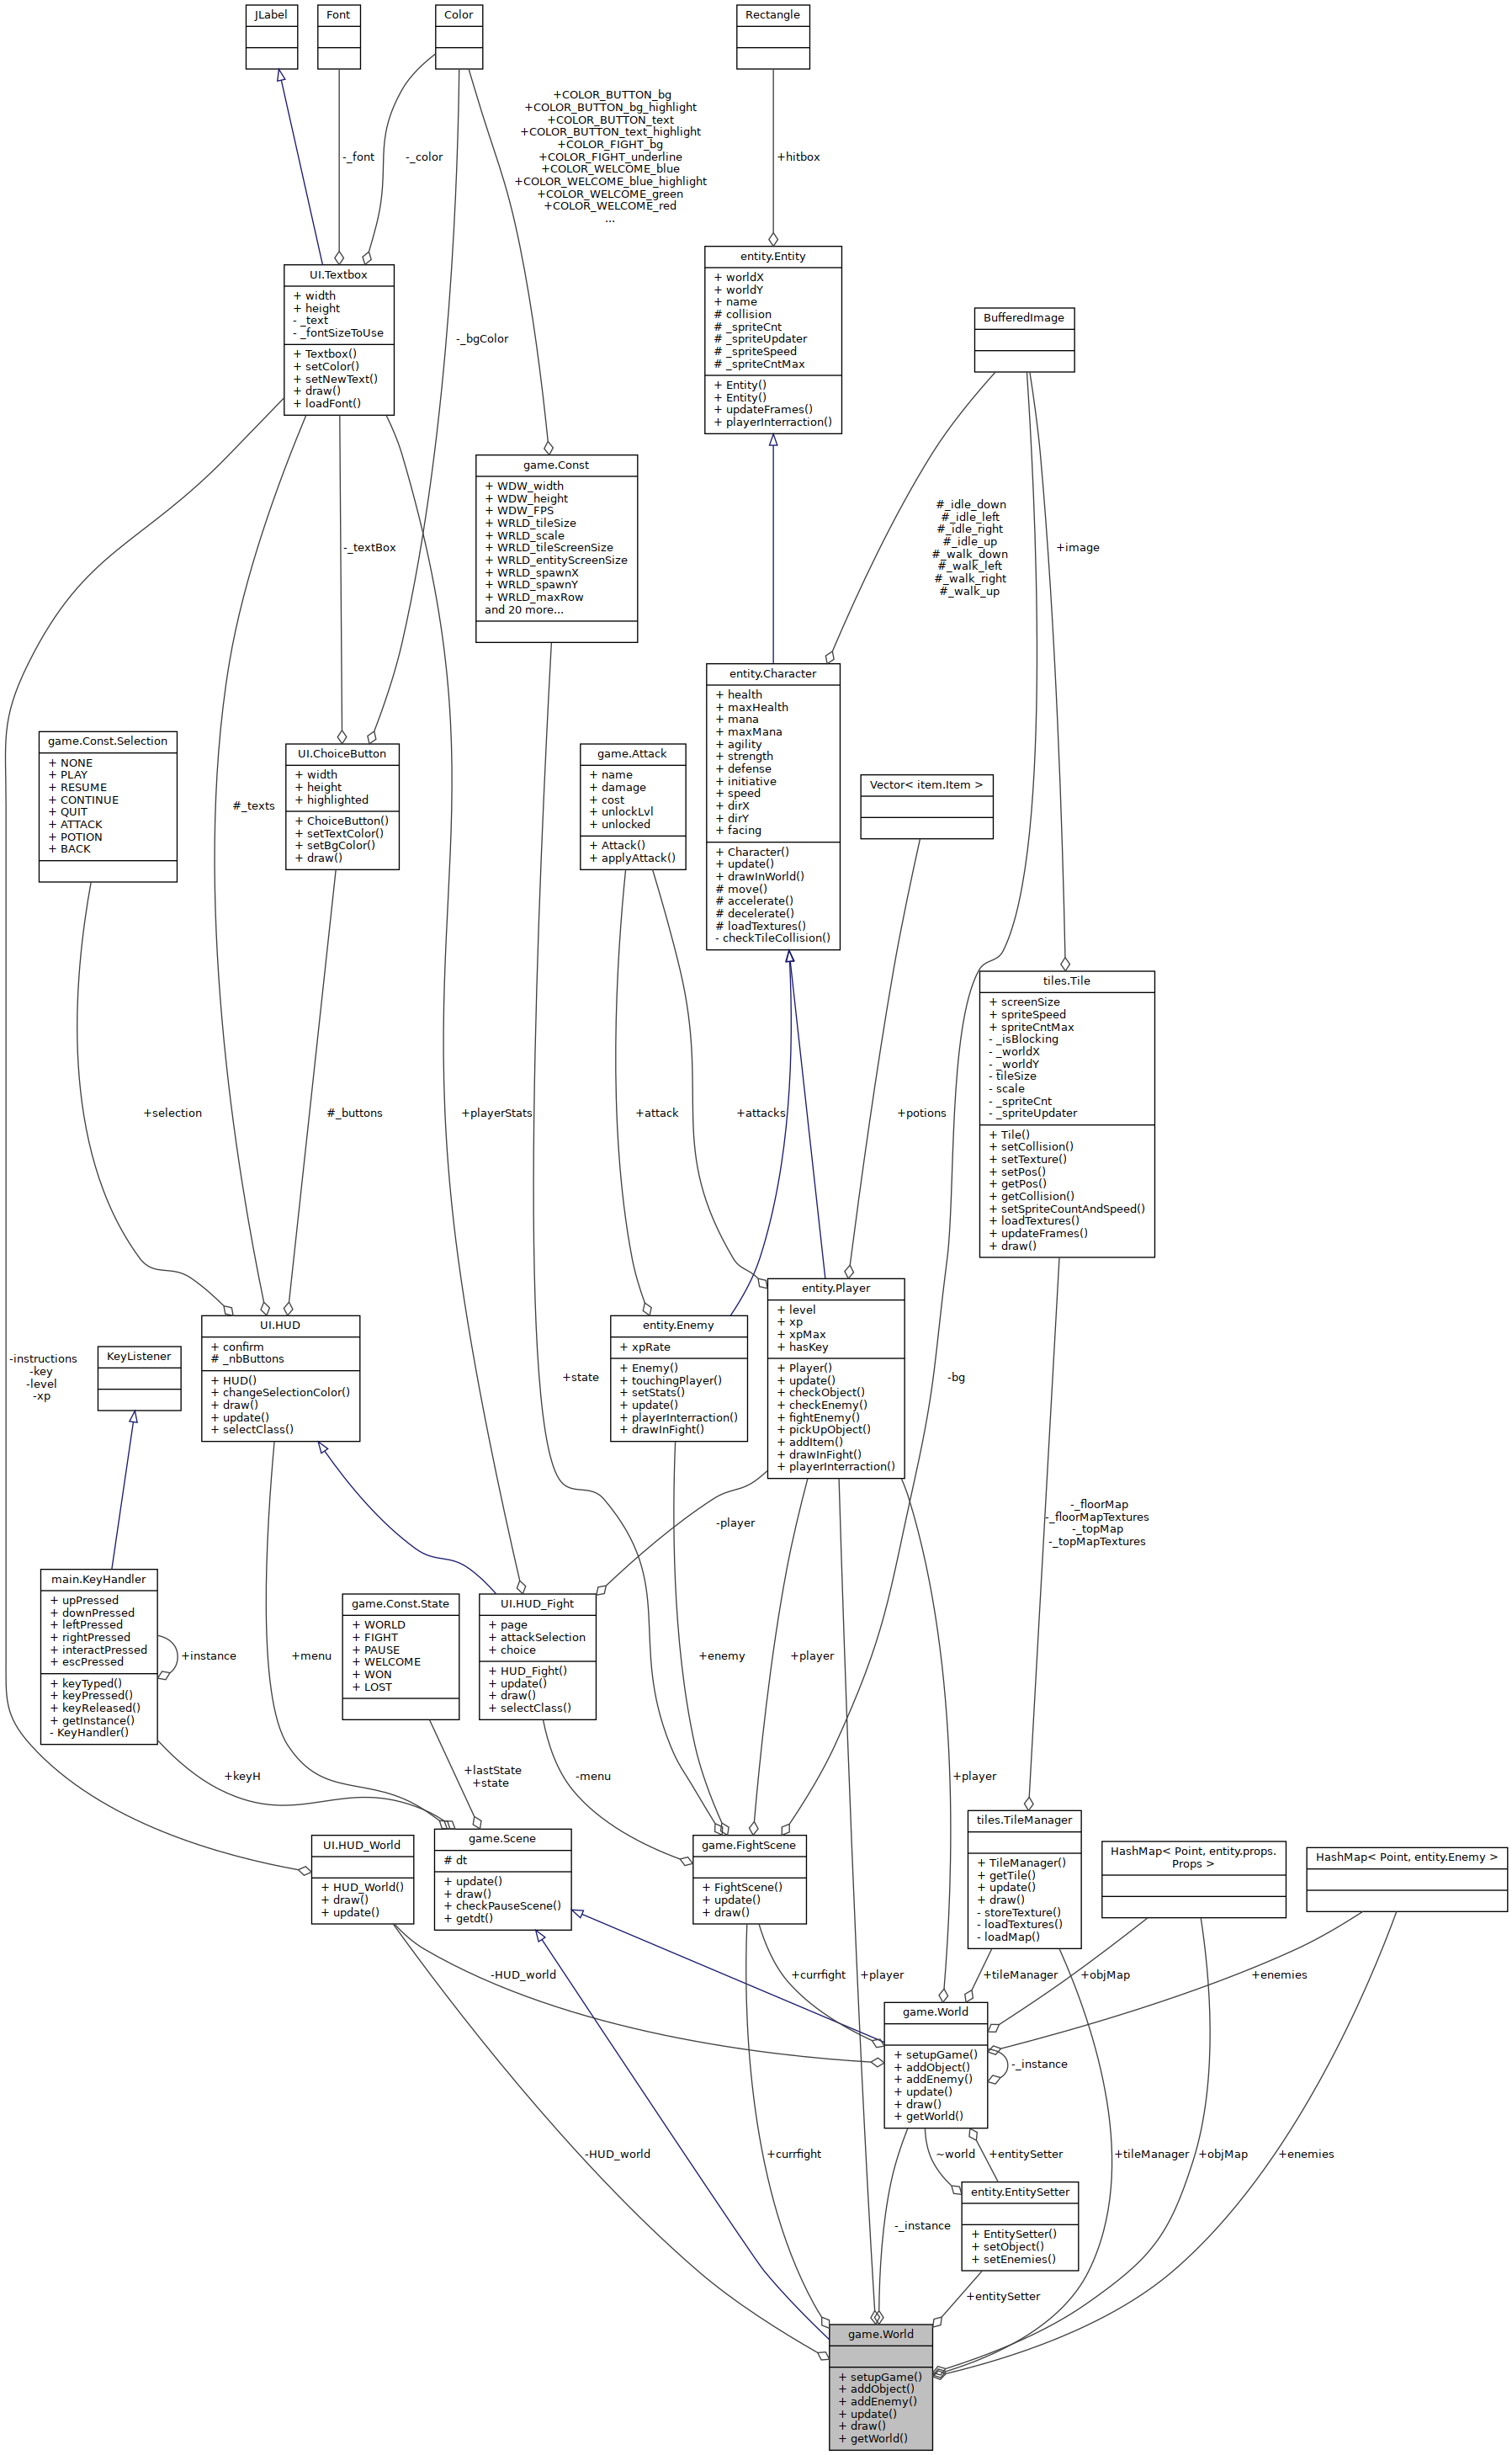 JLabel
Font
Color
Rectangle
+COLOR_BUTTON_bg
+COLOR_BUTTON_bg_highlight
+COLOR_BUTTON_text
+COLOR_BUTTON_text_highlight
+COLOR_FIGHT_bg
+COLOR_FIGHT_underline
+COLOR_WELCOME_blue
+COLOR_WELCOME_blue_highlight
+COLOR_WELCOME_green
+COLOR_WELCOME_red
...
-_font
-_color
+hitbox
entity.Entity
+ worldX
+ worldY
+ name
# collision
# _spriteCnt
# _spriteUpdater
# _spriteSpeed
# _spriteCntMax
+ Entity()
+ Entity()
+ updateFrames()
+ playerInterraction()
UI.Textbox
+ width
+ height
- _text
- _fontSizeToUse
+ Textbox()
+ setColor()
+ setNewText()
+ draw()
+ loadFont()
BufferedImage
-_bgColor
game.Const
+ WDW_width
+ WDW_height
+ WDW_FPS
+ WRLD_tileSize
+ WRLD_scale
+ WRLD_tileScreenSize
+ WRLD_entityScreenSize
+ WRLD_spawnX
+ WRLD_spawnY
+ WRLD_maxRow
and 20 more...
#_idle_down
#_idle_left
#_idle_right
#_idle_up
#_walk_down
#_walk_left
#_walk_right
#_walk_up
-_textBox
+image
entity.Character
+ health
+ maxHealth
+ mana
+ maxMana
+ agility
+ strength
+ defense
+ initiative
+ speed
+ dirX
+ dirY
+ facing
+ Character()
+ update()
+ drawInWorld()
# move()
# accelerate()
# decelerate()
# loadTextures()
- checkTileCollision()
game.Const.Selection
+ NONE
+ PLAY
+ RESUME
+ CONTINUE
+ QUIT
+ ATTACK
+ POTION
+ BACK
#_texts
UI.ChoiceButton
+ width
+ height
+ highlighted
+ ChoiceButton()
+ setTextColor()
+ setBgColor()
+ draw()
game.Attack
+ name
+ damage
+ cost
+ unlockLvl
+ unlocked
+ Attack()
+ applyAttack()
Vector< item.Item >
tiles.Tile
+ screenSize
+ spriteSpeed
+ spriteCntMax
- _isBlocking
- _worldX
- _worldY
- tileSize
- scale
- _spriteCnt
- _spriteUpdater
+ Tile()
+ setCollision()
+ setTexture()
+ setPos()
+ getPos()
+ getCollision()
+ setSpriteCountAndSpeed()
+ loadTextures()
+ updateFrames()
+ draw()
+selection
#_buttons
+playerStats
+attack
+attacks
+potions
entity.Player
+ level
+ xp
+ xpMax
+ hasKey
+ Player()
+ update()
+ checkObject()
+ checkEnemy()
+ fightEnemy()
+ pickUpObject()
+ addItem()
+ drawInFight()
+ playerInterraction()
UI.HUD
+ confirm
# _nbButtons
+ HUD()
+ changeSelectionColor()
+ draw()
+ update()
+ selectClass()
entity.Enemy
+ xpRate
+ Enemy()
+ touchingPlayer()
+ setStats()
+ update()
+ playerInterraction()
+ drawInFight()
-instructions
-key
-level
-xp
KeyListener
+state
-bg
-_floorMap
-_floorMapTextures
-_topMap
-_topMapTextures
-player
main.KeyHandler
+ upPressed
+ downPressed
+ leftPressed
+ rightPressed
+ interactPressed
+ escPressed
+ keyTyped()
+ keyPressed()
+ keyReleased()
+ getInstance()
- KeyHandler()
+instance
+menu
game.Const.State
+ WORLD
+ FIGHT
+ PAUSE
+ WELCOME
+ WON
+ LOST
UI.HUD_Fight
+ page
+ attackSelection
+ choice
+ HUD_Fight()
+ update()
+ draw()
+ selectClass()
+enemy
+player
+keyH
+lastState
+state
-menu
+player
UI.HUD_World
+ HUD_World()
+ draw()
+ update()
game.Scene
# dt
+ update()
+ draw()
+ checkPauseScene()
+ getdt()
game.FightScene
+ FightScene()
+ update()
+ draw()
tiles.TileManager
+ TileManager()
+ getTile()
+ update()
+ draw()
- storeTexture()
- loadTextures()
- loadMap()
HashMap< Point, entity.props.
Props >
HashMap< Point, entity.Enemy >
-HUD_world
+currfight
+player
+tileManager
+objMap
+enemies
game.World
+ setupGame()
+ addObject()
+ addEnemy()
+ update()
+ draw()
+ getWorld()
-_instance
-HUD_world
+currfight
~world
+entitySetter
+tileManager
+objMap
+enemies
entity.EntitySetter
+ EntitySetter()
+ setObject()
+ setEnemies()
-_instance
+entitySetter
game.World
+ setupGame()
+ addObject()
+ addEnemy()
+ update()
+ draw()
+ getWorld()